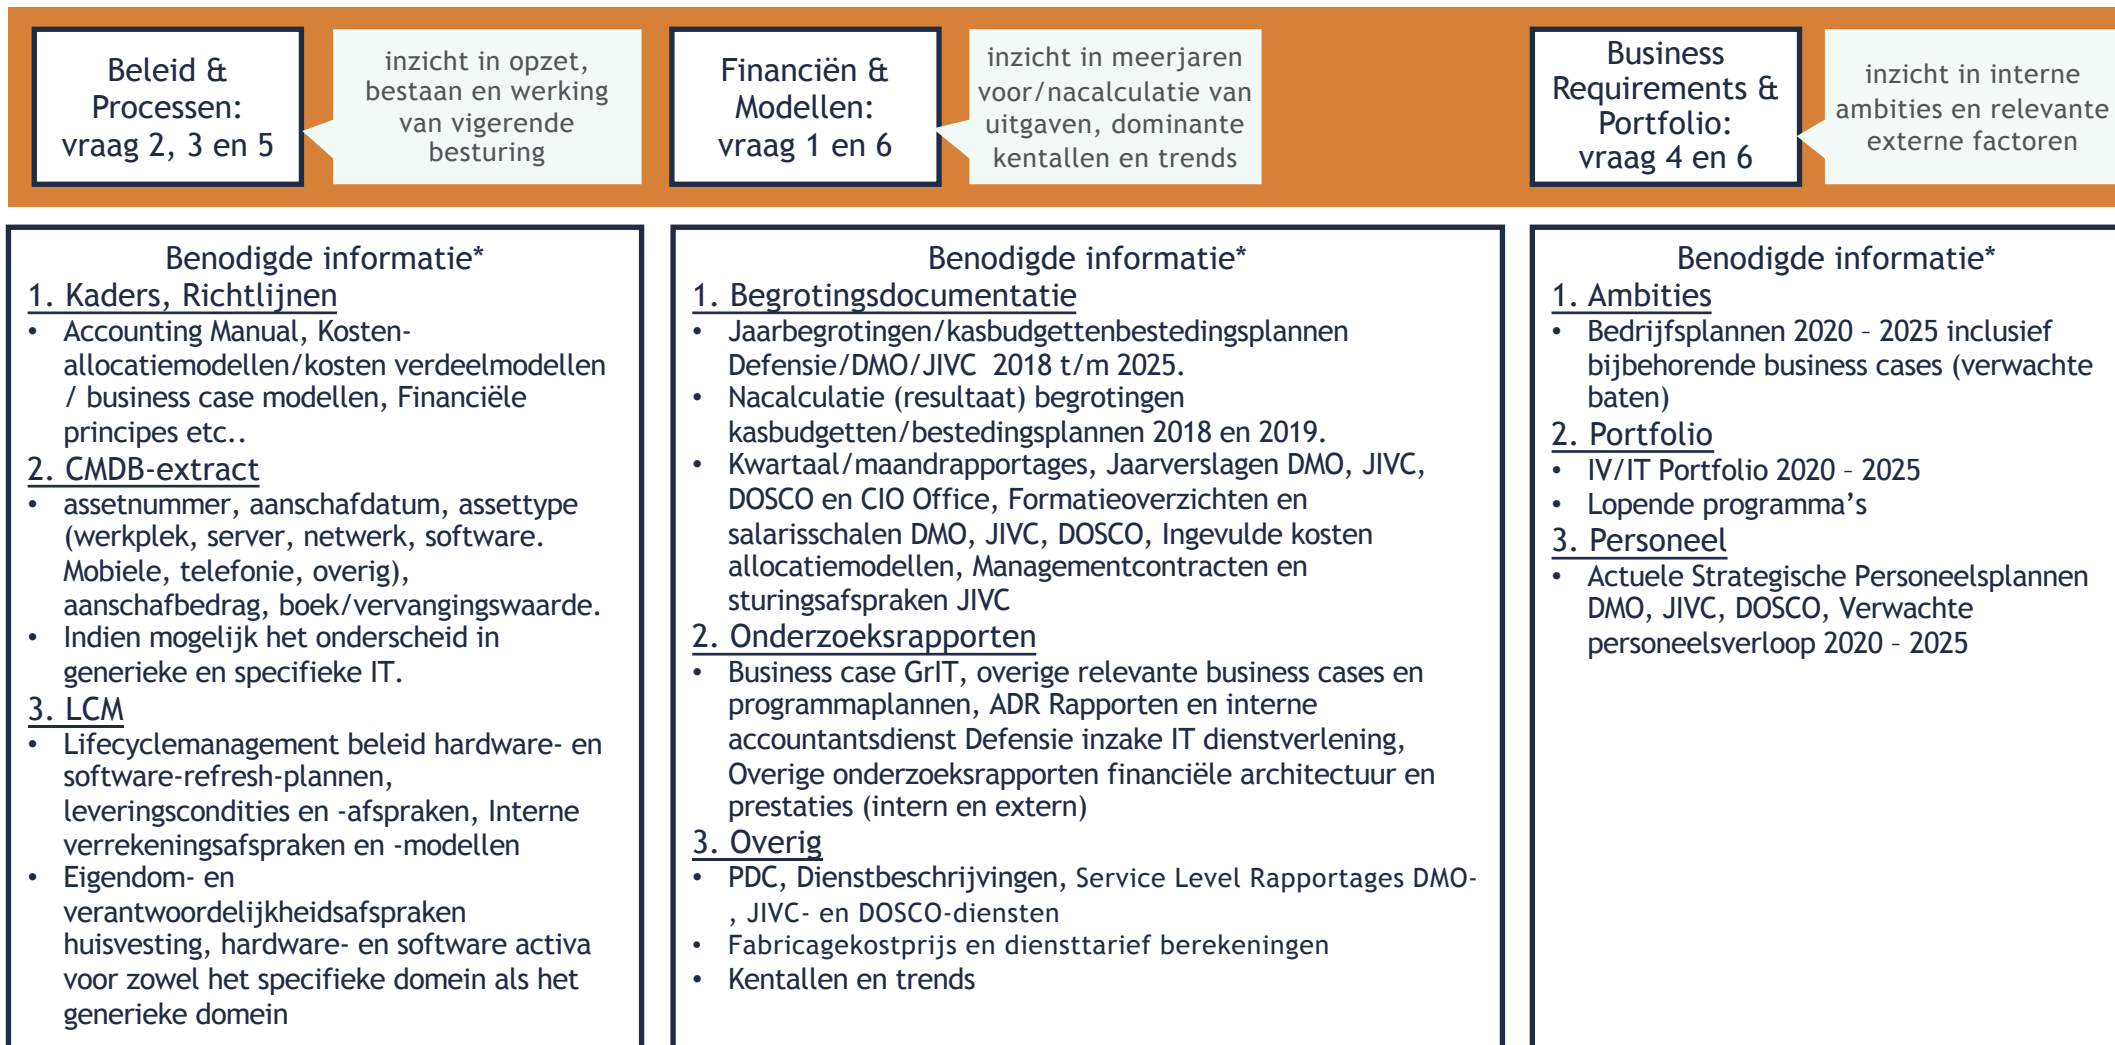 Beleid &
Processen:
vraag 2, 3 en 5
inzicht in opzet,
bestaan en werking
van vigerende
besturing
Financiën &
Modellen:
vraag 1 en 6
inzicht in meerjaren
voor/nacalculatie van
uitgaven, dominante
kentallen en trends
Business
Requirements &
Portfolio:
vraag 4 en 6
inzicht in interne
ambities en relevante
externe factoren
Benodigde informatie*
1. Kaders, Richtlijnen
• Accounting Manual, Kosten-
allocatiemodellen/kosten verdeelmodellen
/ business case modellen, Financiële
principes etc..
2. CMDB-extract
• assetnummer, aanschafdatum, assettype
(werkplek, server, netwerk, software.
Mobiele, telefonie, overig),
aanschafbedrag, boek/vervangingswaarde.
• Indien mogelijk het onderscheid in
generieke en specifieke IT.
3. LCM
• Lifecyclemanagement beleid hardware- en
software-refresh-plannen,
leveringscondities en -afspraken, Interne
verrekeningsafspraken en -modellen
• Eigendom- en
verantwoordelijkheidsafspraken
huisvesting, hardware- en software activa
voor zowel het specifieke domein als het
generieke domein
Benodigde informatie*
1. Begrotingsdocumentatie
• Jaarbegrotingen/kasbudgettenbestedingsplannen
Defensie/DMO/JIVC 2018 t/m 2025.
• Nacalculatie (resultaat) begrotingen
kasbudgetten/bestedingsplannen 2018 en 2019.
• Kwartaal/maandrapportages, Jaarverslagen DMO, JIVC,
DOSCO en CIO Office, Formatieoverzichten en
salarisschalen DMO, JIVC, DOSCO, Ingevulde kosten
allocatiemodellen, Managementcontracten en
sturingsafspraken JIVC
2. Onderzoeksrapporten
• Business case GrIT, overige relevante business cases en
programmaplannen, ADR Rapporten en interne
accountantsdienst Defensie inzake IT dienstverlening,
Overige onderzoeksrapporten financiële architectuur en
prestaties (intern en extern)
3. Overig
• PDC, Dienstbeschrijvingen, Service Level Rapportages DMO-
, JIVC- en DOSCO-diensten
• Fabricagekostprijs en diensttarief berekeningen
• Kentallen en trends
Benodigde informatie*
1. Ambities
• Bedrijfsplannen 2020 – 2025 inclusief
bijbehorende business cases (verwachte
baten)
2. Portfolio
• IV/IT Portfolio 2020 – 2025
• Lopende programma’s
3. Personeel
• Actuele Strategische Personeelsplannen
DMO, JIVC, DOSCO, Verwachte
personeelsverloop 2020 – 2025